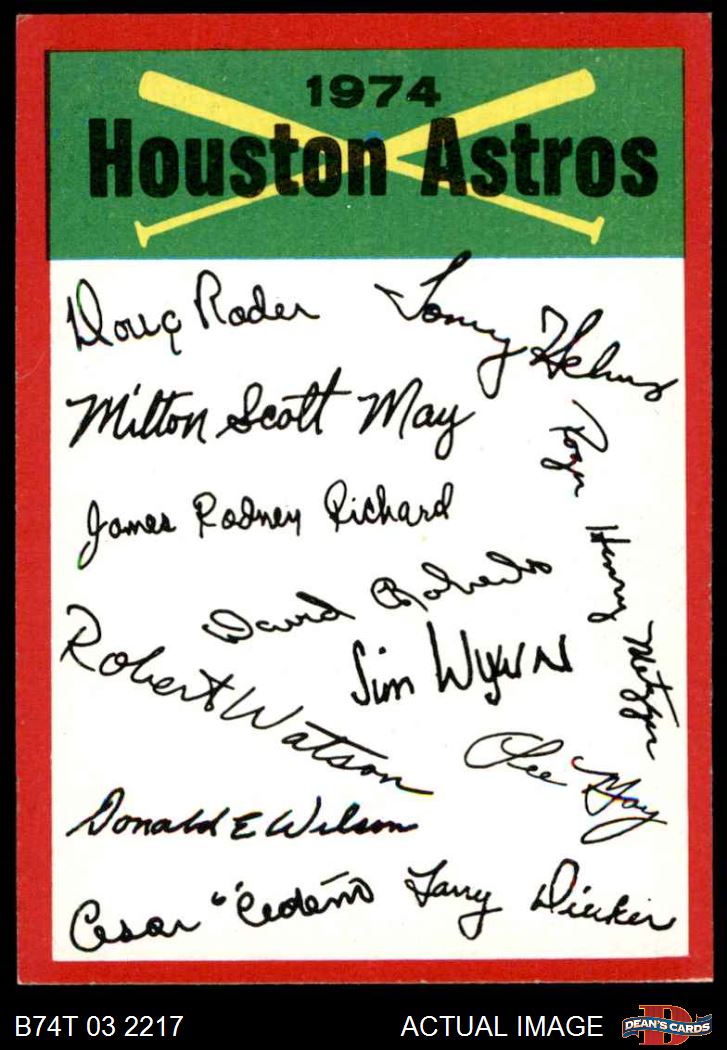 1974
Houston Astros
Doug Rader
Tommy Helms
Milton Scott May
Roger Henry Metzger
James Rodney Richard
David Roberts
Jim Wynn
Robert Watson
Lee May
Donald E Wilson
Cesar "Cedeño
Larry Dierker
B74T 03 2217
ACTUAL IMAGE
D
DEAN'S CARDS